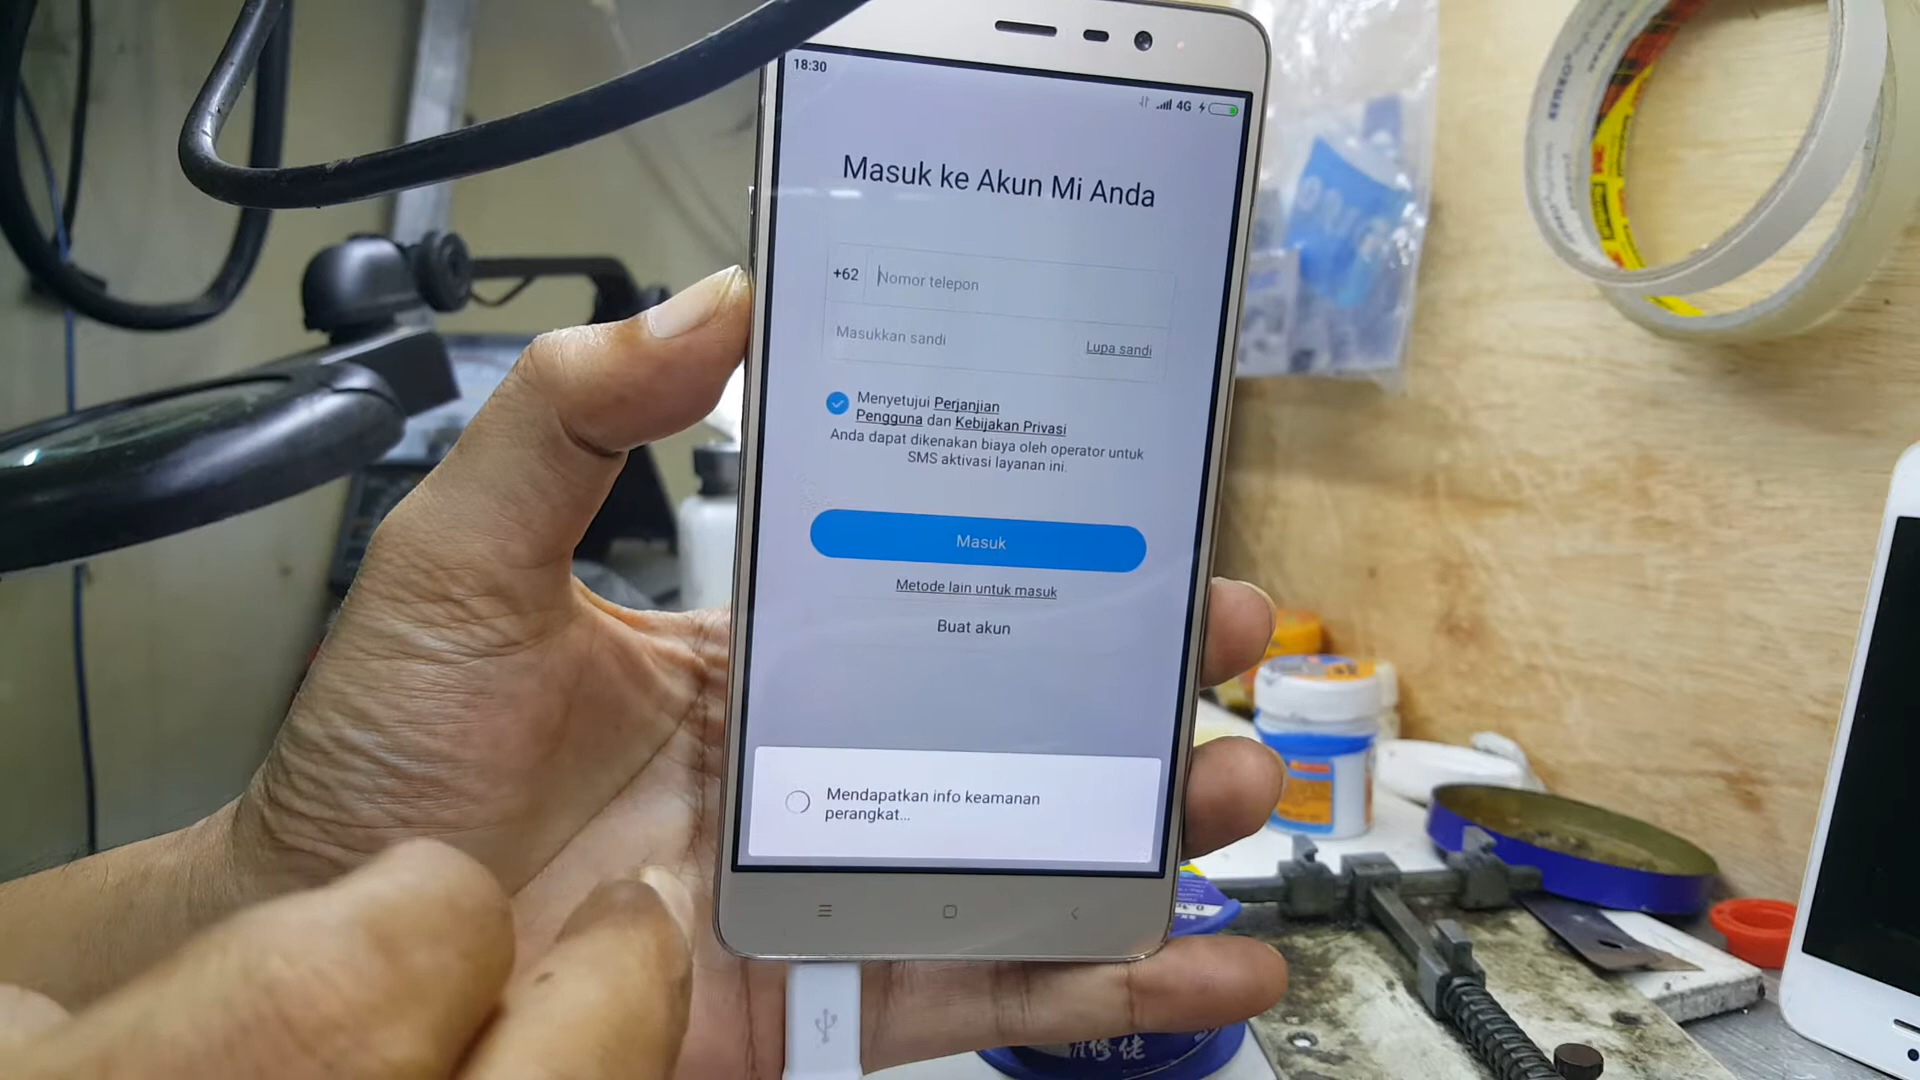 18:30
4G
Masuk ke Akun Mi Anda
+62 Nomor telepon
Masukkan sandi Lupa sandi
Menyetujui Perjanjian
Pengguna dan Kebijakan Privasi
Anda dapat dikenakan biaya oleh operator untuk
SMS aktivasi layanan ini.
Masuk
Metode lain untuk masuk
Buat akun
Mendapatkan info keamanan
perangkat...